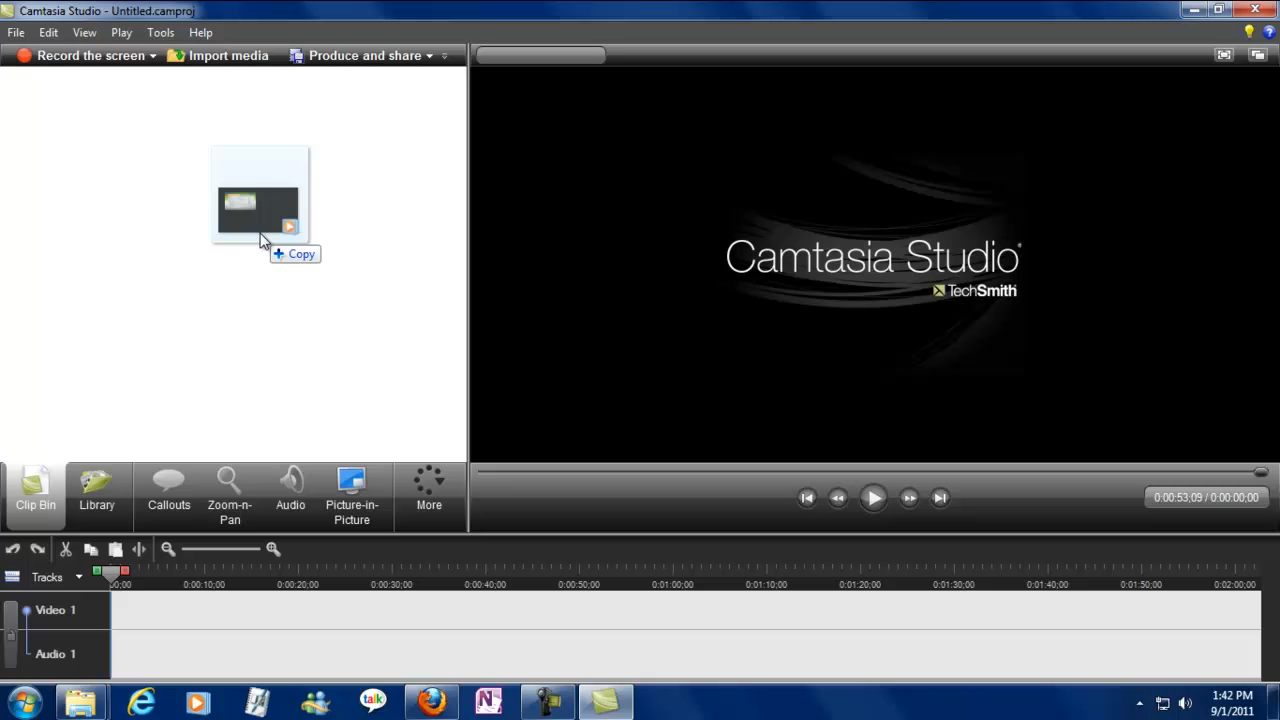 Camtasia Studio - Untitled.camproj
File Edit View Play Tools Help
Record the screen Import media Produce and share
Copy
Camtasia Studio®
TechSmith
Clip Bin Library Callouts Zoom-n-Pan Audio Picture-in-Picture More
0:00:53;09 / 0:00:00;00
Tracks 00;00 0:00:10;00 0:00:20;00 0:00:30;00 0:00:40;00 0:00:50;00 0:01:00;00 0:01:10;00 0:01:20;00 0:01:30;00 0:01:40;00 0:01:50;00 0:02:00;00
Video 1
Audio 1
talk
1:42 PM
9/1/2011